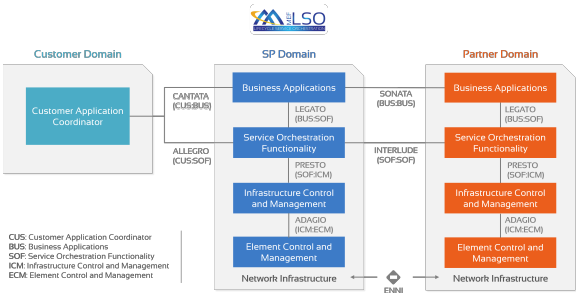 MEF
LSO
LIFECYCLE SERVICE ORCHESTRATION
Customer Domain
SP Domain
Partner Domain
Customer Application
Coordinator
CANTATA
(CUS:BUS)
Business Applications
SONATA
(BUS:BUS)
Business Applications
LEGATO
(BUS:SOF)
LEGATO
(BUS:SOF)
ALLEGRO
(CUS:SOF)
Service Orchestration
Functionality
INTERLUDE
(SOF:SOF)
Service Orchestration
Functionality
PRESTO
(SOF:ICM)
PRESTO
(SOF:ICM)
Infrastructure Control
and Management
Infrastructure Control
and Management
ADAGIO
(ICM:ECM)
ADAGIO
(ICM:ECM)
Element Control and
Management
Element Control and
Management
CUS: Customer Application Coordinator
BUS: Business Applications
SOF: Service Orchestration Functionality
ICM: Infrastructure Control and Management
ECM: Element Control and Management
Network Infrastructure
ENNI
Network Infrastructure